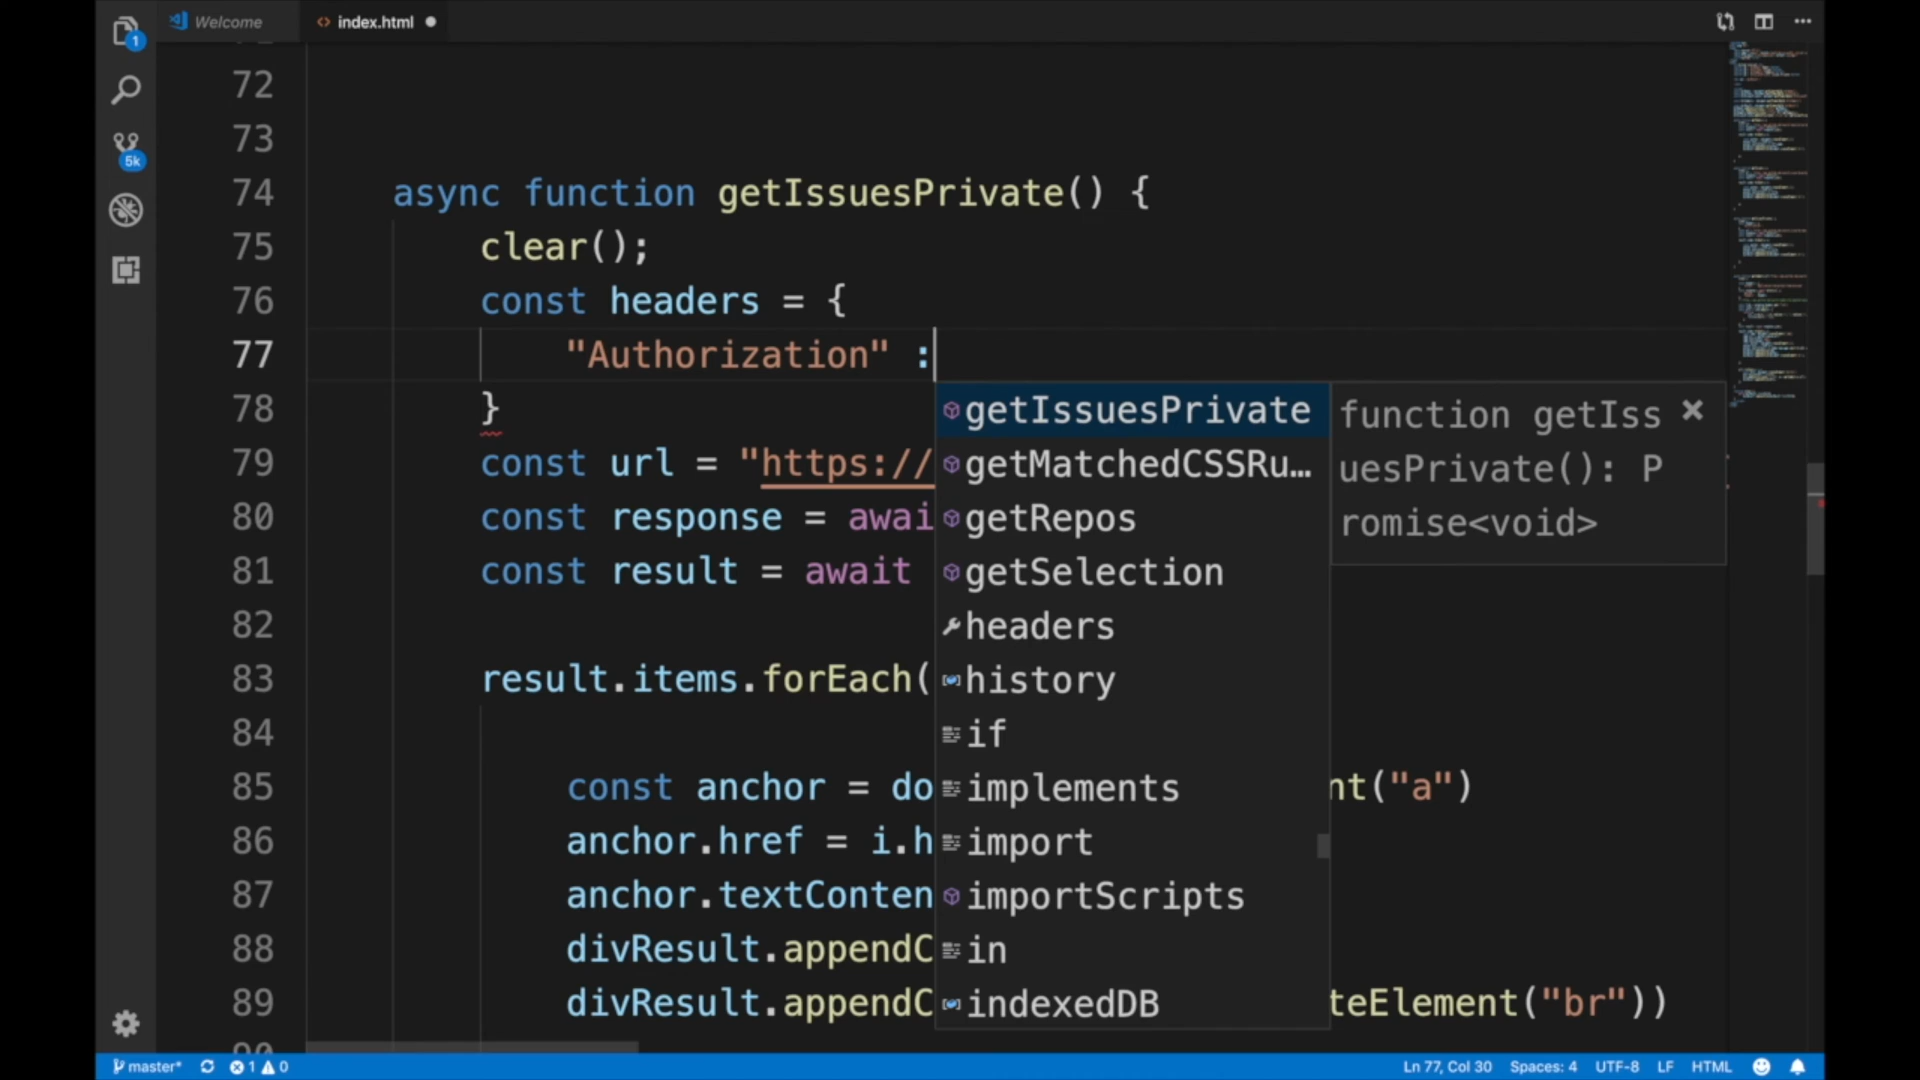 Welcome
index.html
1
5k
72
73
74 async function getIssuesPrivate() {
75 clear();
76 const headers = {
77 "Authorization" :
78 }
79 const url = "https://
80 const response = awai
81 const result = await
82
83 result.items.forEach(
84
85 const anchor = do nt("a")
86 anchor.href = i.h
87 anchor.textConten
88 divResult.appendC
89 divResult.appendC teElement("br"))
getIssuesPrivate
getMatchedCSSRu…
getRepos
getSelection
headers
history
if
implements
import
importScripts
in
indexedDB
function getIss
uesPrivate(): P
romise<void>
master* 1 0 Ln 77, Col 30 Spaces: 4 UTF-8 LF HTML